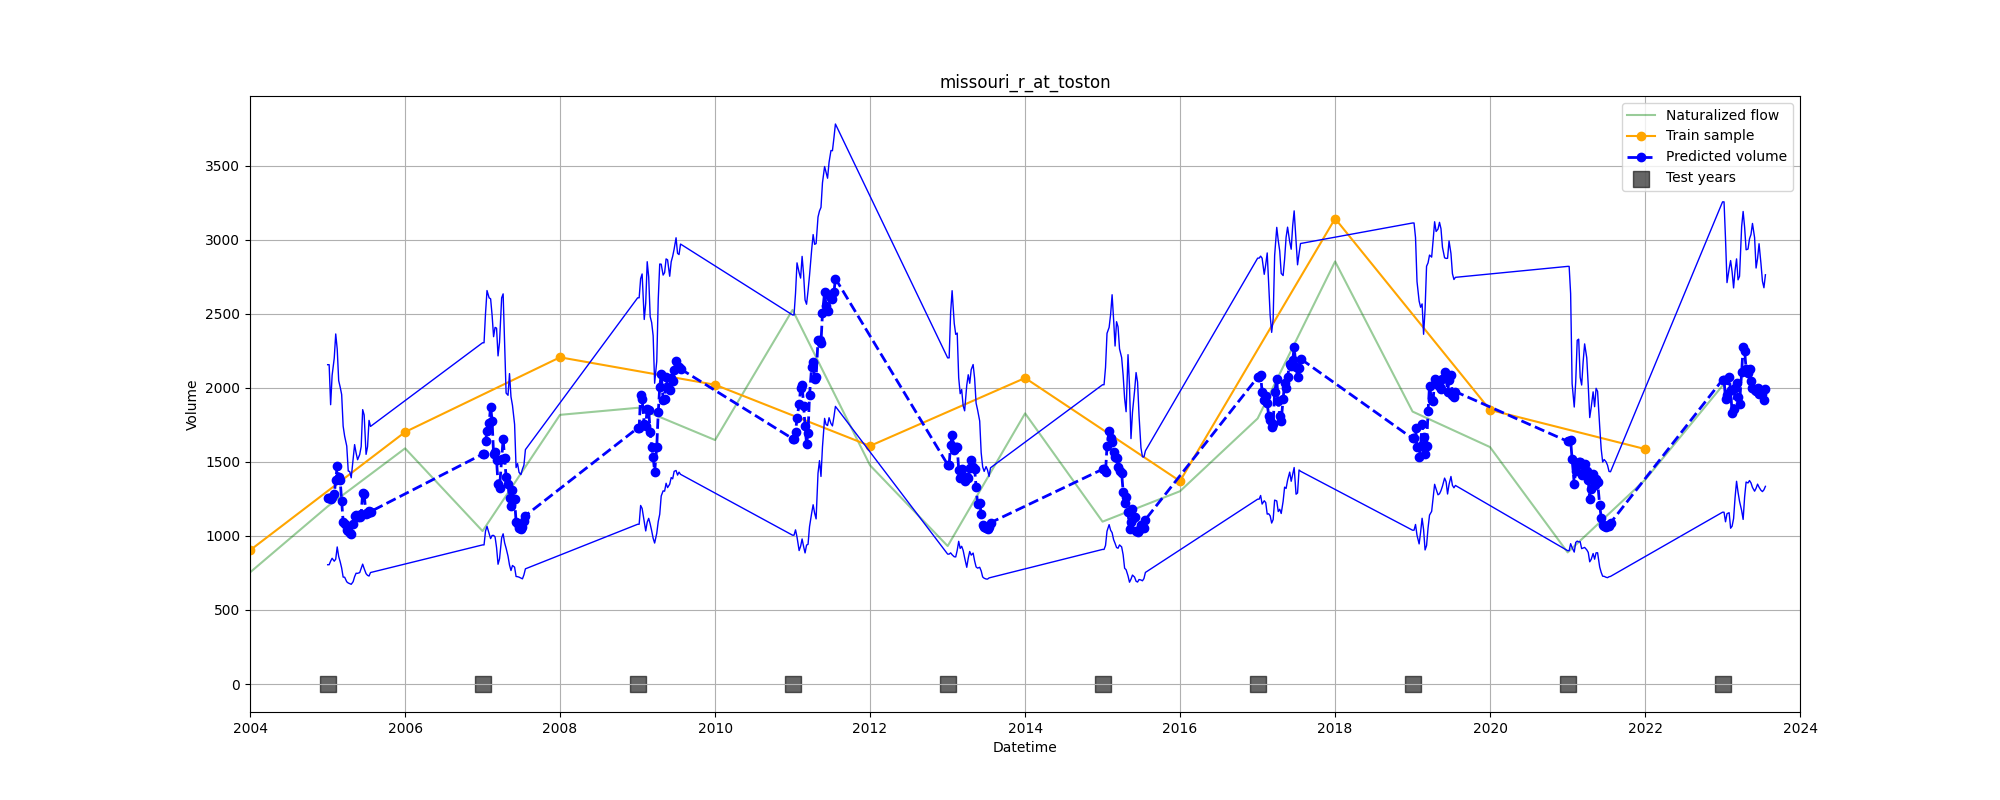 missouri_r_at_toston
Naturalized flow
Train sample
Predicted volume
Test years
Volume
3500
3000
2500
2000
1500
1000
500
0
2004 2006 2008 2010 2012 2014 2016 2018 2020 2022 2024
Datetime